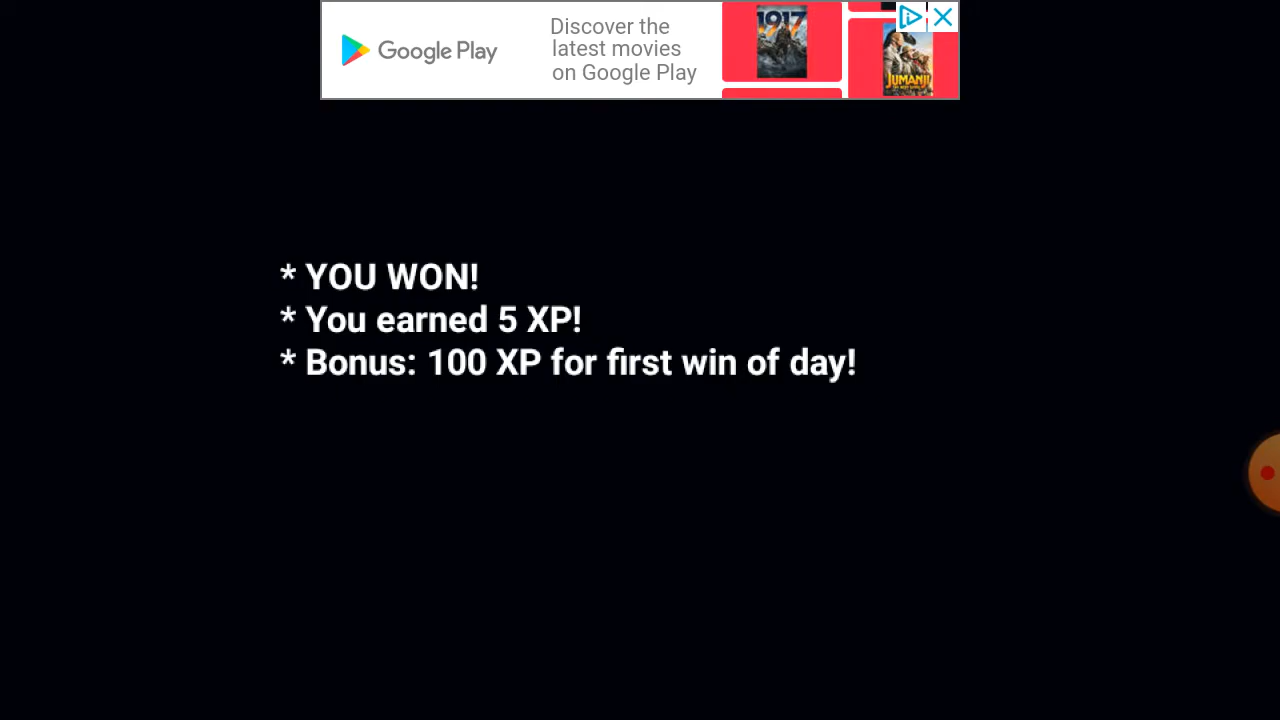 Google Play
Discover the
latest movies
on Google Play
1917
JUMANJI
* YOU WON!
* You earned 5 XP!
* Bonus: 100 XP for first win of day!